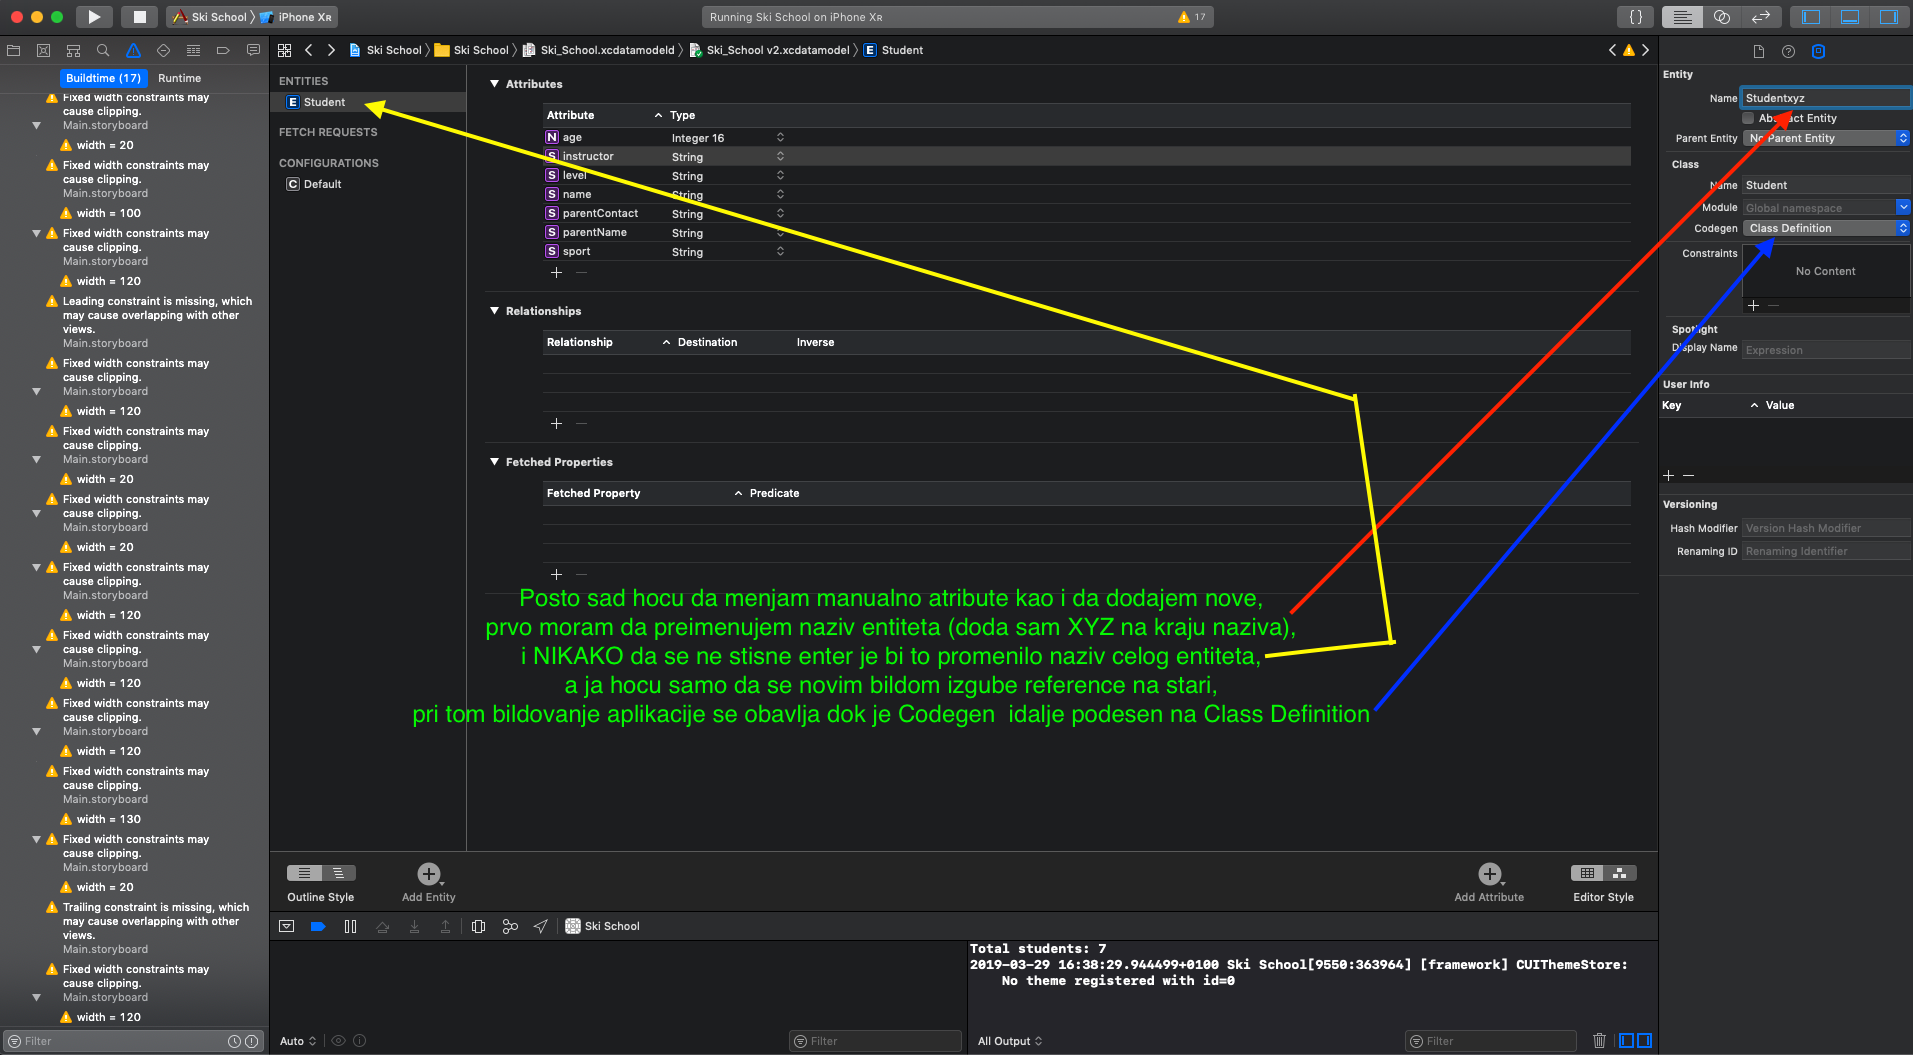 Ski School
iPhone XR
Running Ski School on iPhone XR
17
{ }
Ski School
Ski School
Ski_School.xcdatamodeld
Ski_School v2.xcdatamodel
E Student
Buildtime (17)
Runtime
Fixed width constraints may
cause clipping.
Main.storyboard
width = 20
Fixed width constraints may
cause clipping.
Main.storyboard
width = 100
Fixed width constraints may
cause clipping.
Main.storyboard
width = 120
Leading constraint is missing, which
may cause overlapping with other
views.
Main.storyboard
Fixed width constraints may
cause clipping.
Main.storyboard
width = 120
Fixed width constraints may
cause clipping.
Main.storyboard
width = 20
Fixed width constraints may
cause clipping.
Main.storyboard
width = 20
Fixed width constraints may
cause clipping.
Main.storyboard
width = 120
Fixed width constraints may
cause clipping.
Main.storyboard
width = 120
Fixed width constraints may
cause clipping.
Main.storyboard
width = 120
Fixed width constraints may
cause clipping.
Main.storyboard
width = 130
Fixed width constraints may
cause clipping.
Main.storyboard
width = 20
Trailing constraint is missing, which
may cause overlapping with other
views.
Main.storyboard
Fixed width constraints may
cause clipping.
Main.storyboard
width = 120
Filter
ENTITIES
E Student
FETCH REQUESTS
CONFIGURATIONS
C Default
Attributes
Attribute Type
N age Integer 16
S instructor String
S level String
S name String
S parentContact String
S parentName String
S sport String
Relationships
Relationship Destination Inverse
Fetched Properties
Fetched Property Predicate
Posto sad hocu da menjam manualno atribute kao i da dodajem nove,
prvo moram da preimenujem naziv entiteta (doda sam XYZ na kraju naziva),
i NIKAKO da se ne stisne enter je bi to promenilo naziv celog entiteta,
a ja hocu samo da se novim bildom izgube reference na stari,
pri tom bildovanje aplikacije se obavlja dok je Codegen idalje podesen na Class Definition
Outline Style
Add Entity
Add Attribute
Editor Style
Ski School
Total students: 7
2019-03-29 16:38:29.944499+0100 Ski School[9550:363964] [framework] CUIThemeStore:
No theme registered with id=0
Auto
Filter
All Output
Filter
Entity
Name Studentxyz
Abstract Entity
Parent Entity No Parent Entity
Class
Name Student
Module Global namespace
Codegen Class Definition
Constraints
No Content
Spotlight
Display Name Expression
User Info
Key Value
Versioning
Hash Modifier Version Hash Modifier
Renaming ID Renaming Identifier